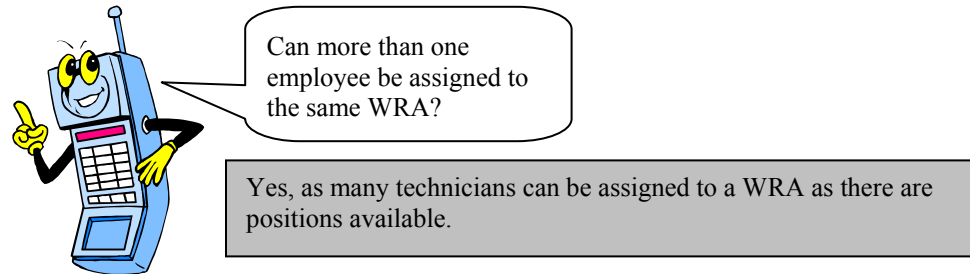 Can more than one
employee be assigned to
the same WRA?
Yes, as many technicians can be assigned to a WRA as there are
positions available.